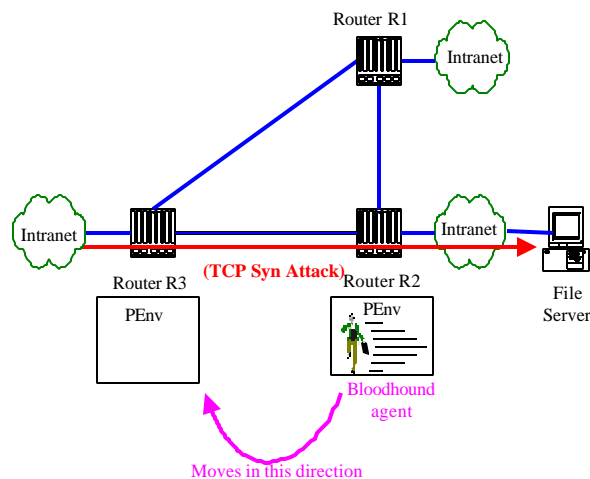 Router R1
Intranet
Intranet
Intranet
(TCP Syn Attack)
Router R3
Router R2
File
Server
PEnv
PEnv
Bloodhound
agent
Moves in this direction